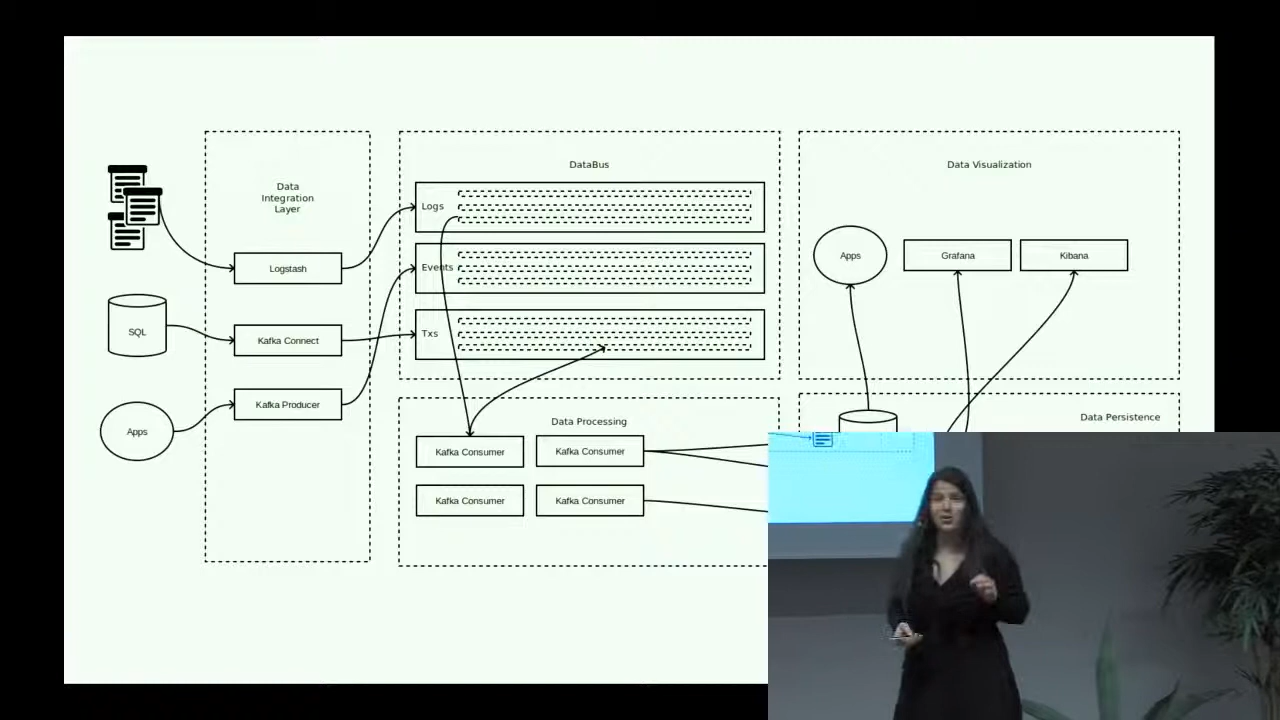 Data
Integration
Layer
Logstash
Kafka Connect
Kafka Producer
SQL
Apps
DataBus
Logs
Events
Txs
Data Processing
Kafka Consumer
Kafka Consumer
Kafka Consumer
Kafka Consumer
Data Visualization
Apps
Grafana
Kibana
Data Persistence